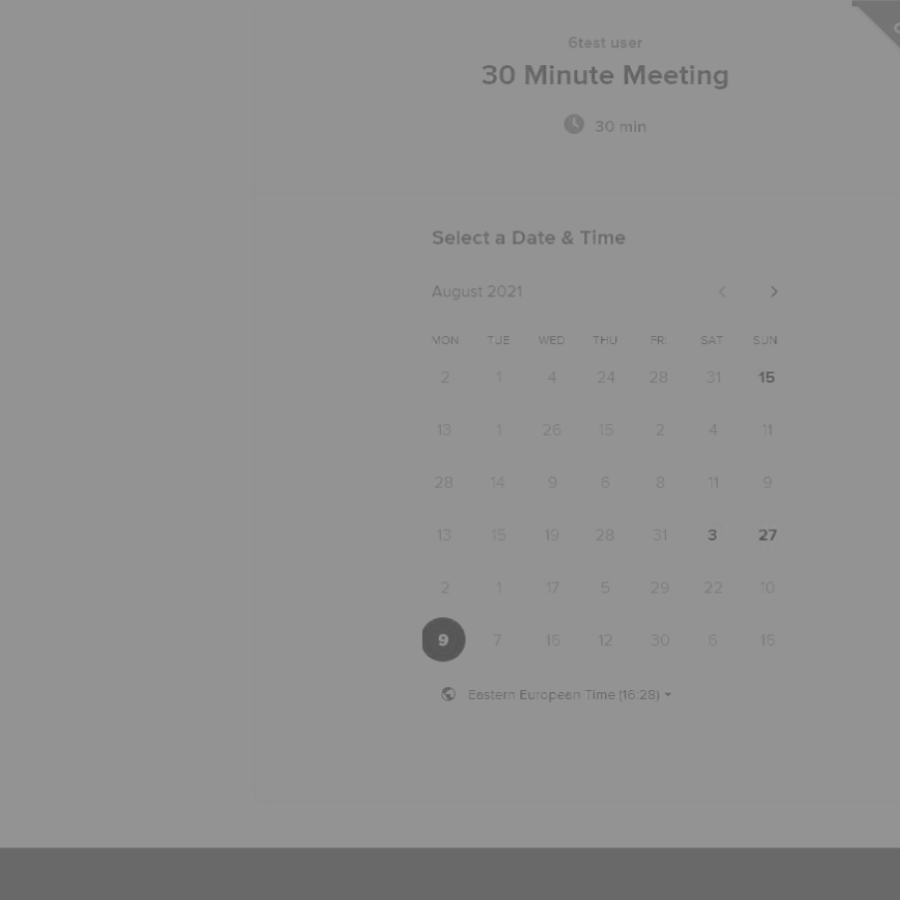 6test user
30 Minute Meeting
30 min
Select a Date & Time
August 2021
MON TUE WED THU FRI SAT SUN
2 1 4 24 28 31 15
13 1 26 15 2 4 11
28 14 9 6 8 11 9
13 15 19 28 31 3 27
2 1 17 5 29 22 10
9 7 16 12 30 6 15
Eastern European Time (16:28)